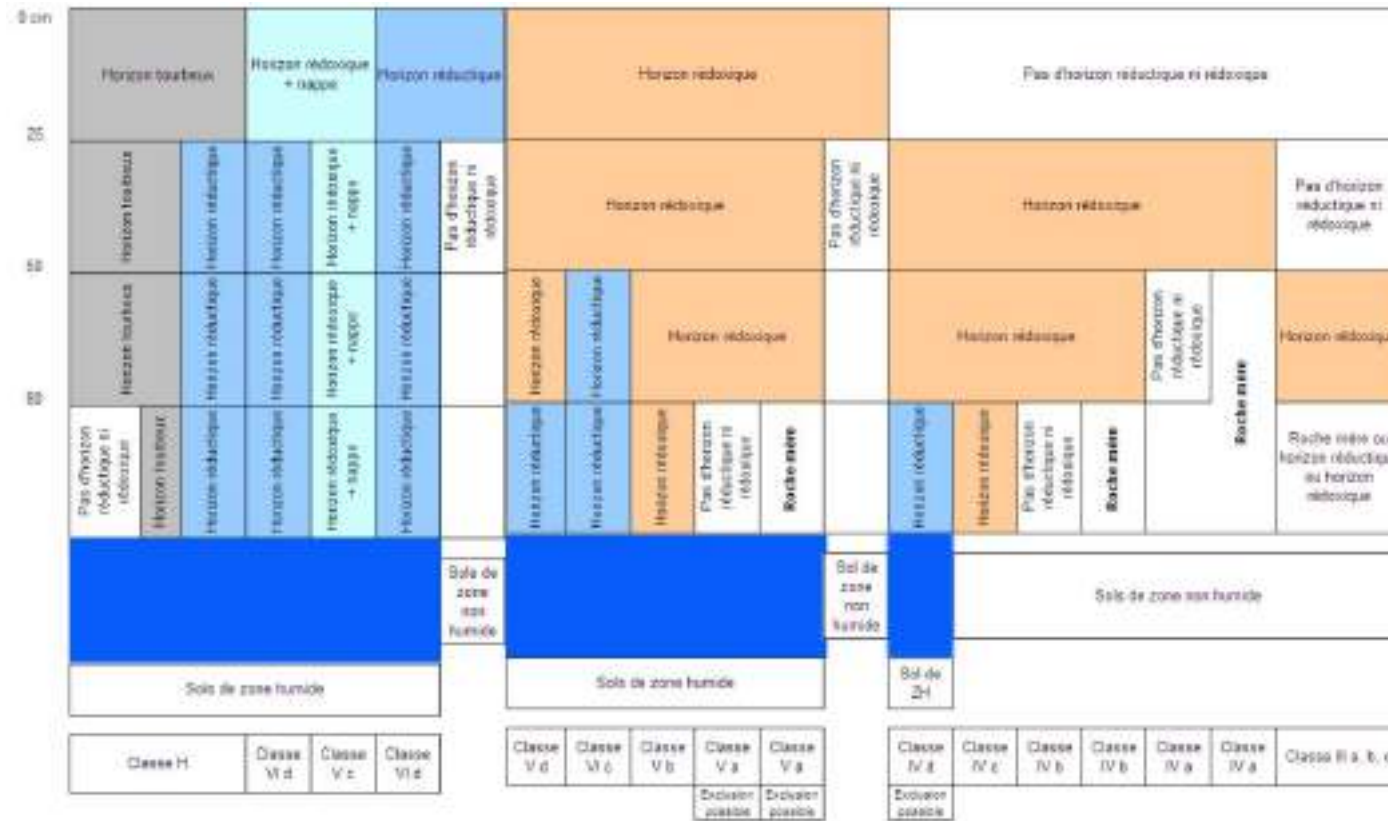 0 cm
Horizon tourbeux
Horizon rédoxique
+ nappe
Horizon réductique
Horizon rédoxique
Pas d'horizon réductique ni rédoxique
25
Horizon tourbeux
Horizon réductique
Horizon réductique
Horizon rédoxique
+ nappe
Horizon réductique
Pas d'horizon
réductique ni
rédoxique
Horizon rédoxique
Pas d'horizon
réductique ni
rédoxique
Horizon rédoxique
Pas d'horizon
réductique ni
rédoxique
50
Horizon tourbeux
Horizon réductique
Horizon réductique
Horizon rédoxique
+ nappe
Horizon réductique
Horizon rédoxique
Horizon réductique
Horizon rédoxique
Horizon rédoxique
Pas d'horizon
réductique ni
rédoxique
Roche mère
Horizon rédoxique
Pas d'horizon
réductique ni
rédoxique
Horizon tourbeux
Horizon réductique
Horizon réductique
Horizon rédoxique
+ nappe
Horizon réductique
Horizon réductique
Horizon réductique
Horizon rédoxique
Pas d'horizon
réductique ni
rédoxique
Roche mère
Horizon réductique
Horizon rédoxique
Pas d'horizon
réductique ni
rédoxique
Roche mère
Roche mère ou
horizon réductique
ou horizon
rédoxique
Sols de
zone
non
humide
Sol de
zone
non
humide
Sols de zone non humide
Sols de zone humide
Sols de zone humide
Sol de
ZH
Classe H
Classe
VI d
Classe
V c
Classe
VI d
Classe
V d
Classe
VI c
Classe
V b
Classe
V a
Classe
V a
Classe
IV d
Classe
IV c
Classe
IV b
Classe
IV b
Classe
IV a
Classe
IV a
Classe III a, b, c
Exclusion
possible
Exclusion
possible
Exclusion
possible